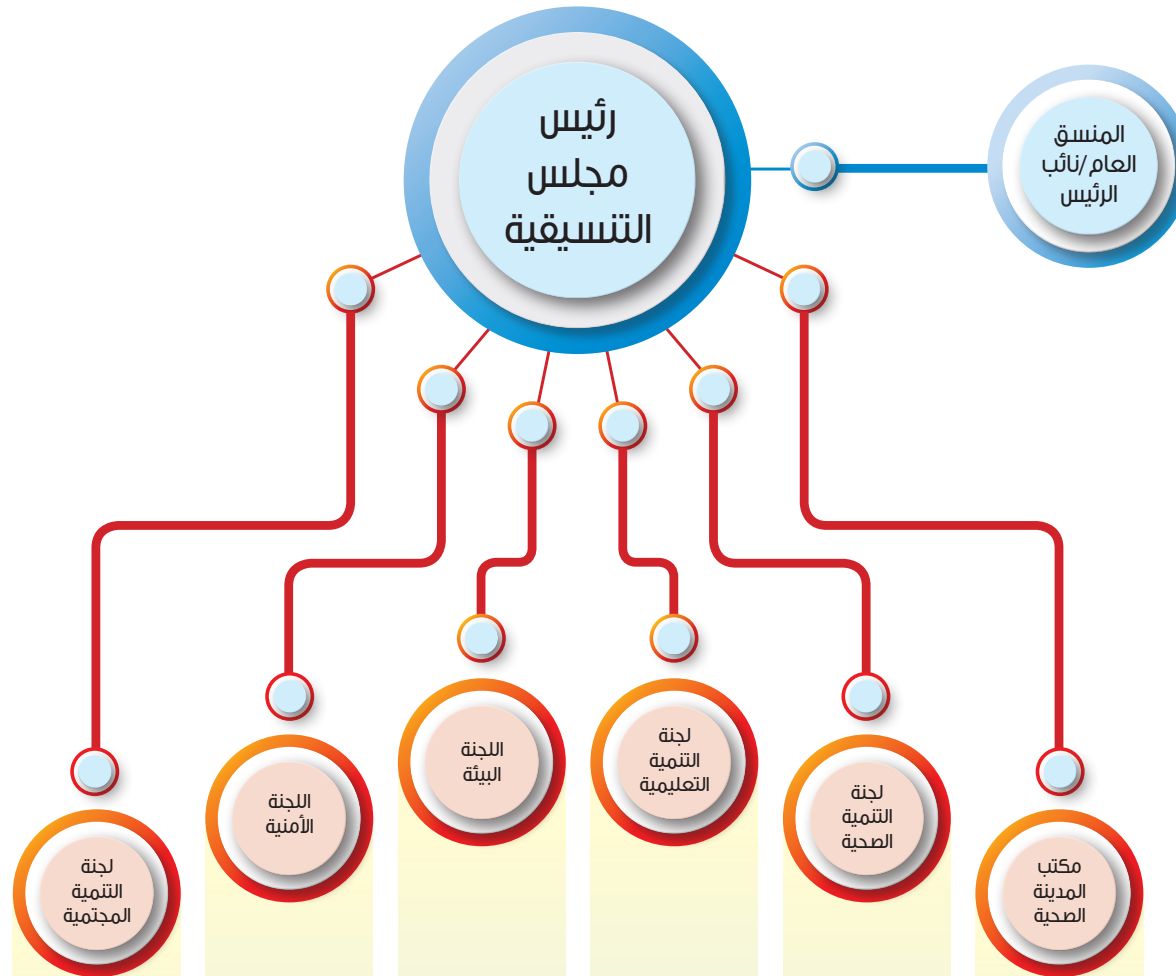 رئيس
مجلس
التنسيقية
المنسق
العام /نائب
الرئيس
مكتب
المدينة
الصحية
لجنة
التنمية
الصحية
لجنة
التنمية
التعليمية
اللجنة
البيئة
اللجنة
الأمنية
لجنة
التنمية
المجتمية